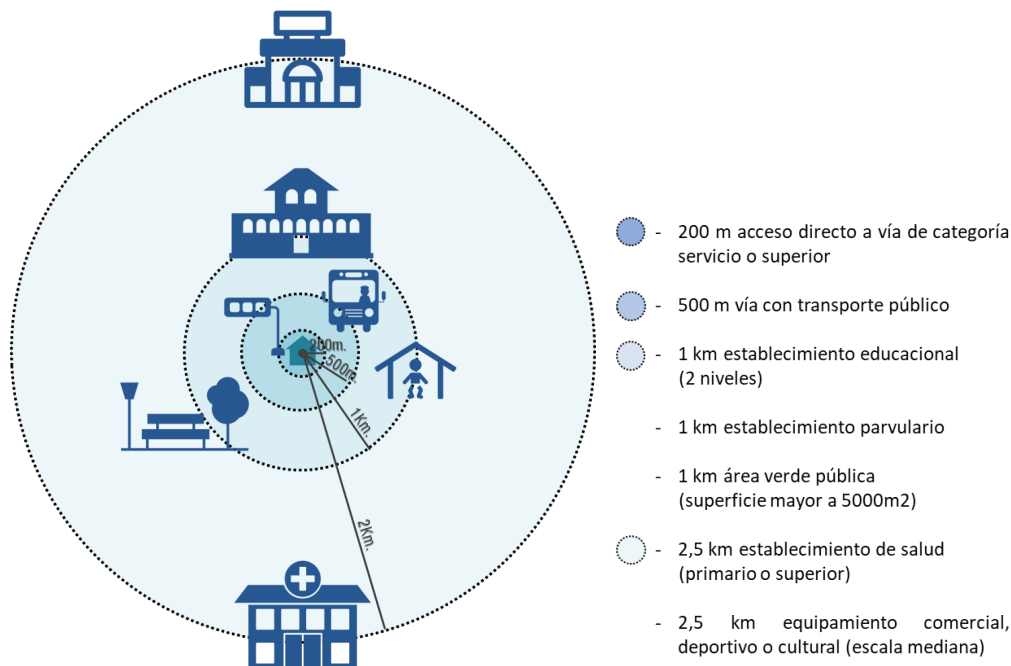 200m.
500m.
1Km.
2Km.
- 200 m acceso directo a vía de categoría
servicio o superior
- 500 m vía con transporte público
- 1 km establecimiento educacional
(2 niveles)
- 1 km establecimiento parvulario
- 1 km área verde pública
(superficie mayor a 5000m2)
- 2,5 km establecimiento de salud
(primario o superior)
- 2,5 km equipamiento comercial,
deportivo o cultural (escala mediana)